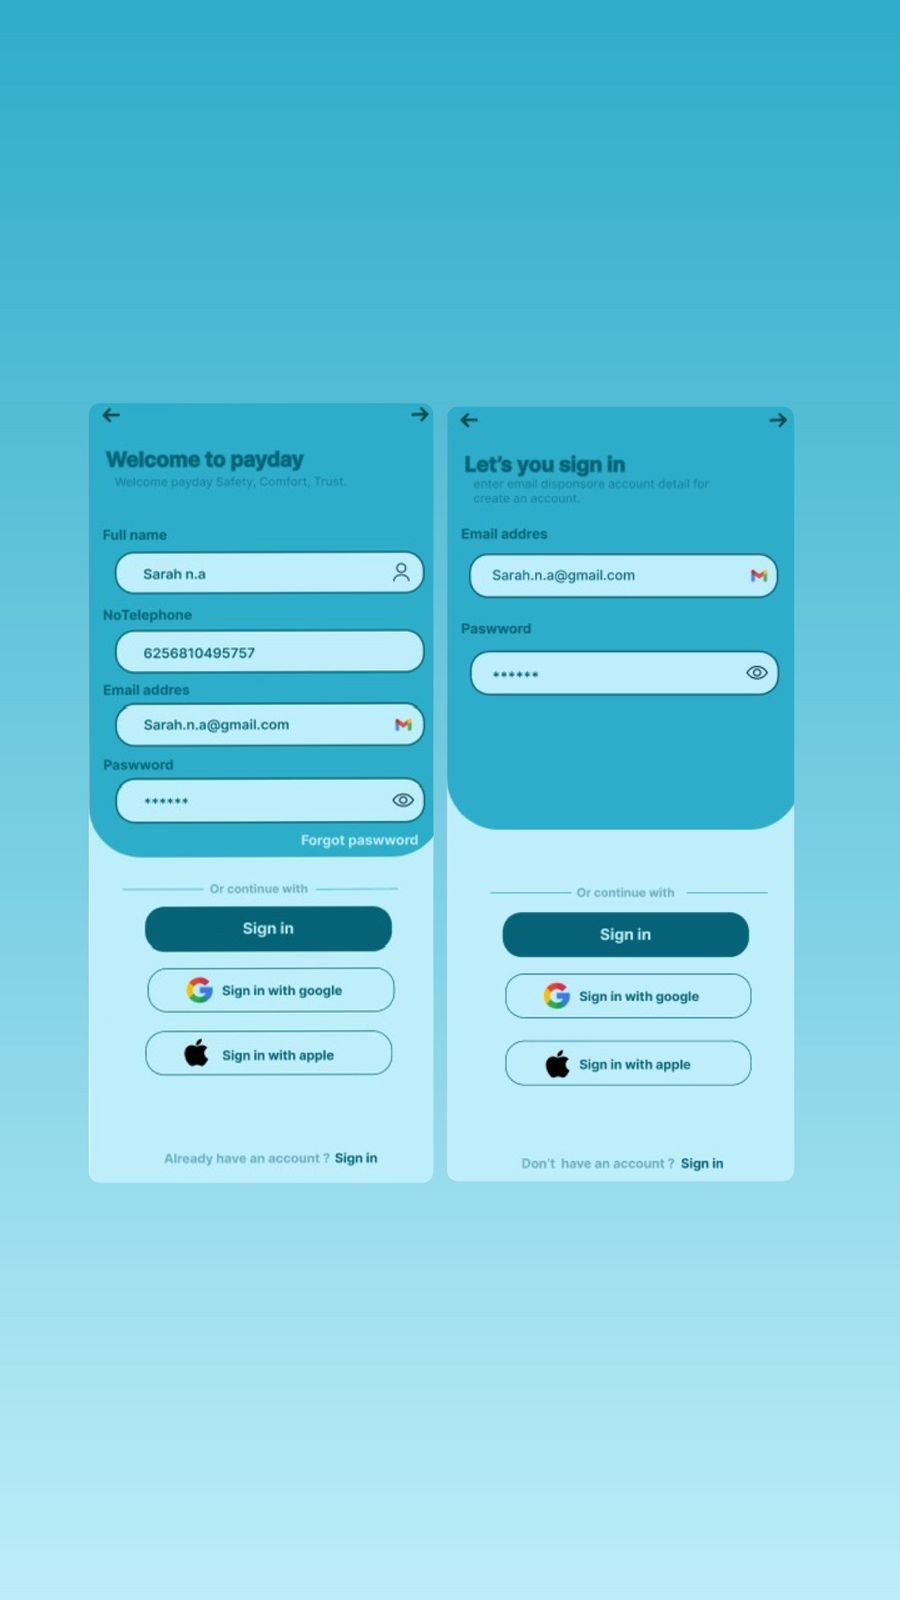 Welcome to payday
Welcome payday Safety, Comfort, Trust.
Full name
Sarah n.a
NoTelephone
6256810495757
Email addres
Sarah.n.a@gmail.com
Paswword
******
Forgot paswword
Or continue with
Sign in
Sign in with google
Sign in with apple
Already have an account ? Sign in
Let's you sign in
enter email disponsore account detail for
create an account.
Email addres
Sarah.n.a@gmail.com
Paswword
******
Or continue with
Sign in
Sign in with google
Sign in with apple
Don't have an account ? Sign in